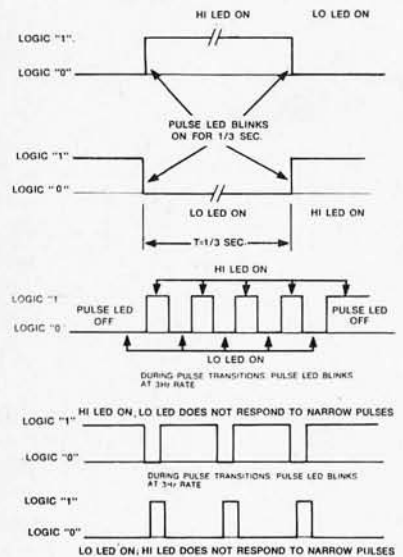 HI LED ON LO LED ON
LOGIC "1".
LOGIC "0"
PULSE LED BLINKS
ON FOR 1/3 SEC.
LOGIC "1"
LOGIC "0"
LO LED ON HI LED ON
T=1/3 SEC.
HI LED ON
LOGIC "1
PULSE LED
OFF
PULSE LED
OFF
LOGIC "0
LO LED ON
DURING PULSE TRANSITIONS PULSE LED BLINKS
AT 3Hz RATE
HI LED ON, LO LED DOES NOT RESPOND TO NARROW PULSES
LOGIC "1"
LOGIC "0"
DURING PULSE TRANSITIONS PULSE LED BLINKS
AT 3Hz RATE
LOGIC "1"
LOGIC "0"
LO LED ON; HI LED DOES NOT RESPOND TO NARROW PULSES